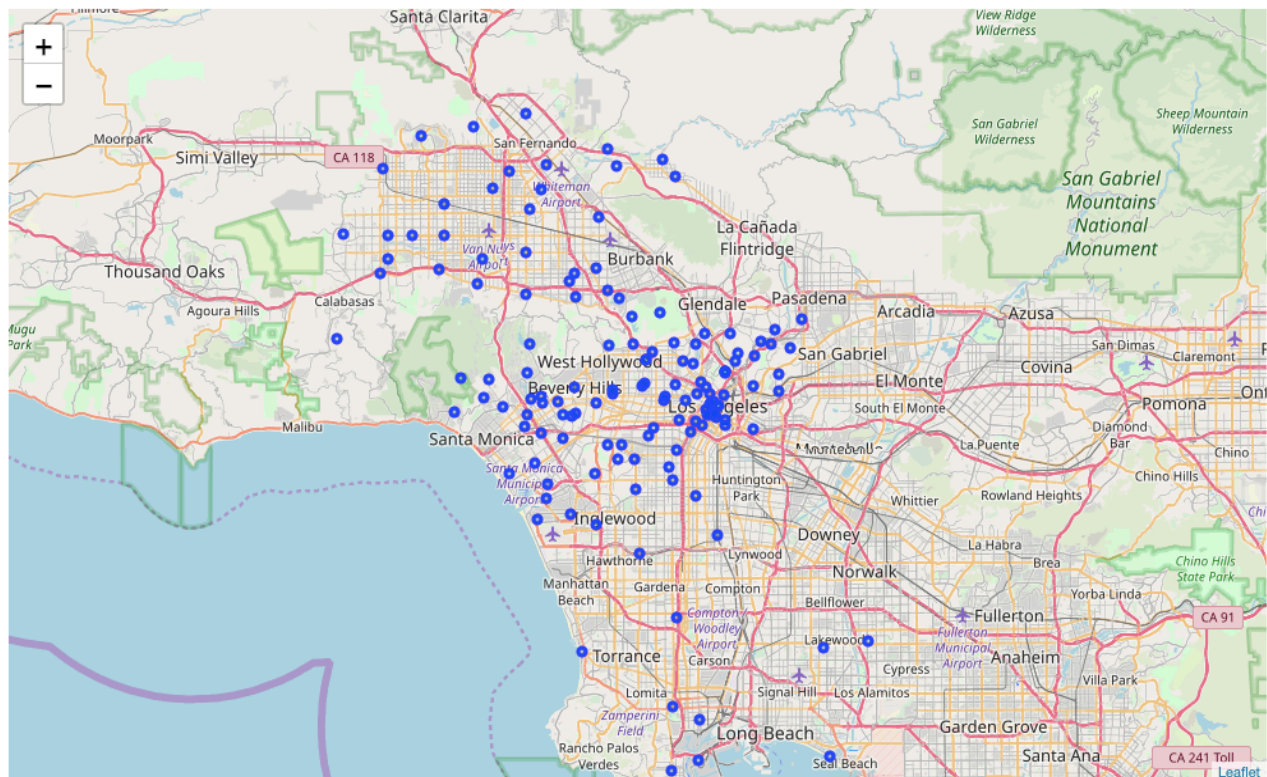 Santa Clarita
View Ridge
Wilderness
+
−
Moorpark
Simi Valley
CA 118
San Fernando
San Gabriel
Wilderness
Sheep Mountain
Wilderness
Whiteman
Airport
San Gabriel
Mountains
National
Monument
La Cañada
Flintridge
Van Nuys
Airport
Burbank
Thousand Oaks
Agoura Hills
Calabasas
Glendale
Pasadena
Arcadia
Azusa
Mugu
Park
San Dimas
Claremont
West Hollywood
San Gabriel
Covina
Beverly Hills
El Monte
Los Angeles
South El Monte
Pomona
Ont
Malibu
Santa Monica
Diamond
Bar
La Puente
Chino
Santa Monica
Municipal
Airport
Huntington
Park
Whittier
Rowland Heights
Chino Hills
Chi
Inglewood
Downey
La Habra
Brea
Chino Hills
State Park
Hawthorne
Lynwood
Norwalk
Manhattan
Beach
Gardena
Compton
Bellflower
Yorba Linda
Compton/
Woodley
Airport
Fullerton
CA 91
Lakewood
Fullerton
Municipal
Airport
Torrance
Carson
Cypress
Anaheim
Villa Park
Lomita
Signal Hill
Los Alamitos
Zamperini
Field
Long Beach
Garden Grove
Rancho Palos
Verdes
Seal Beach
Santa Ana
CA 241 Toll
Leaflet